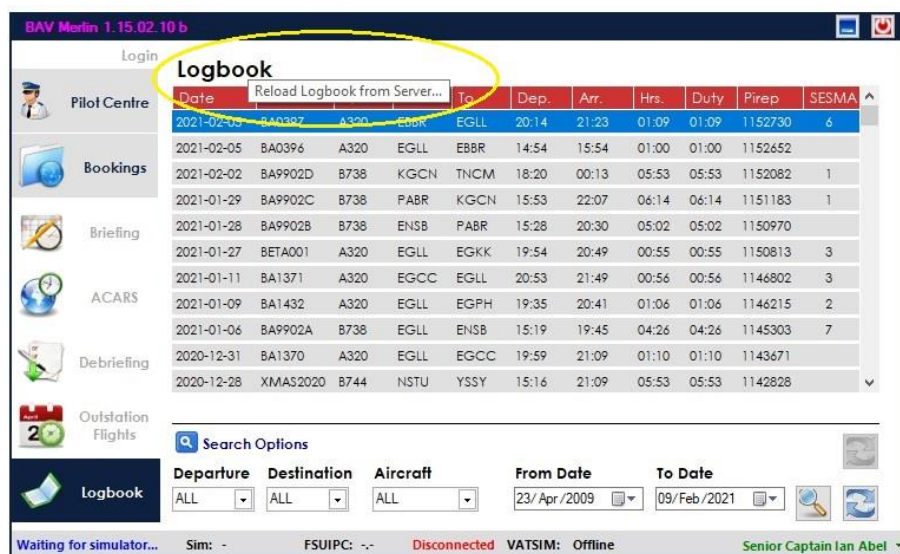 BAV Merlin 1.15.02.10 b
Login
Pilot Centre
Bookings
Briefing
ACARS
Debriefing
April
2
Outstation
Flights
Logbook
Logbook
Reload Logbook from Server...
Date To Dep. Arr. Hrs. Duty Pirep SESMA
2021-02-05 BA0397 A320 EBBR EGLL 20:14 21:23 01:09 01:09 1152730 6
2021-02-05 BA0396 A320 EGLL EBBR 14:54 15:54 01:00 01:00 1152652
2021-02-02 BA9902D B738 KGCN TNCM 18:20 00:13 05:53 05:53 1152082 1
2021-01-29 BA9902C B738 PABR KGCN 15:53 22:07 06:14 06:14 1151183 1
2021-01-28 BA9902B B738 ENSB PABR 15:28 20:30 05:02 05:02 1150970
2021-01-27 BETA001 A320 EGLL EGKK 19:54 20:49 00:55 00:55 1150813 3
2021-01-11 BA1371 A320 EGCC EGLL 20:53 21:49 00:56 00:56 1146802 3
2021-01-09 BA1432 A320 EGLL EGPH 19:35 20:41 01:06 01:06 1146215 2
2021-01-06 BA9902A B738 EGLL ENSB 15:19 19:45 04:26 04:26 1145303 7
2020-12-31 BA1370 A320 EGLL EGCC 19:59 21:09 01:10 01:10 1143671
2020-12-28 XMAS2020 B744 NSTU YSSY 15:16 21:09 05:53 05:53 1142828
Search Options
Departure Destination Aircraft From Date To Date
ALL ALL ALL 23/Apr/2009 09/Feb/2021
Waiting for simulator... Sim: - FSUIPC: -.- Disconnected VATSIM: Offline Senior Captain Ian Abel